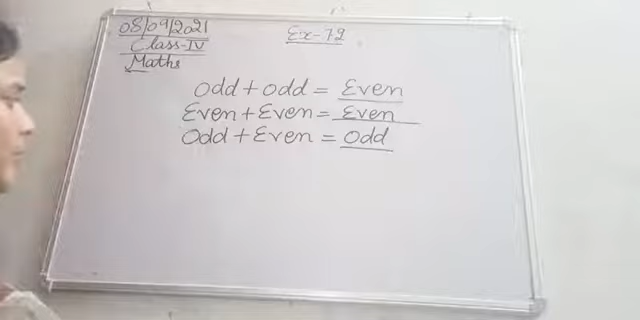 08/09/2021
Ex-7.2
Class-IV
Maths
Odd + Odd = Even
Even + Even = Even
Odd + Even = Odd